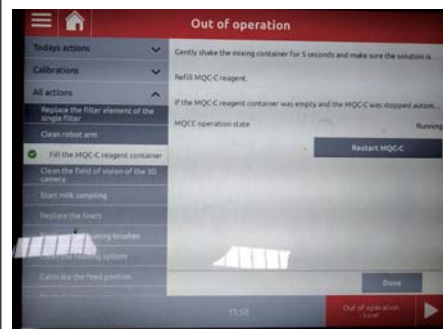 Out of operation
Todays actions
Calibrations
All actions
Replace the filter element of the
single filter
Clean robot arm
Fill the MQC-C reagent container
Clean the field of vision of the 3D
camera
Start milk sampling
Replace the liners
brushes
system
Calibrate the feed portion
Gently shake the mixing container for 5 seconds and make sure the solution is ...
Refill MQC-C reagent.
If the MQC-C reagent container was empty and the MQC-C was stopped autom...
MQCC operation state
Running
Restart MQC-C
Done
15:50
Out of operation
Local